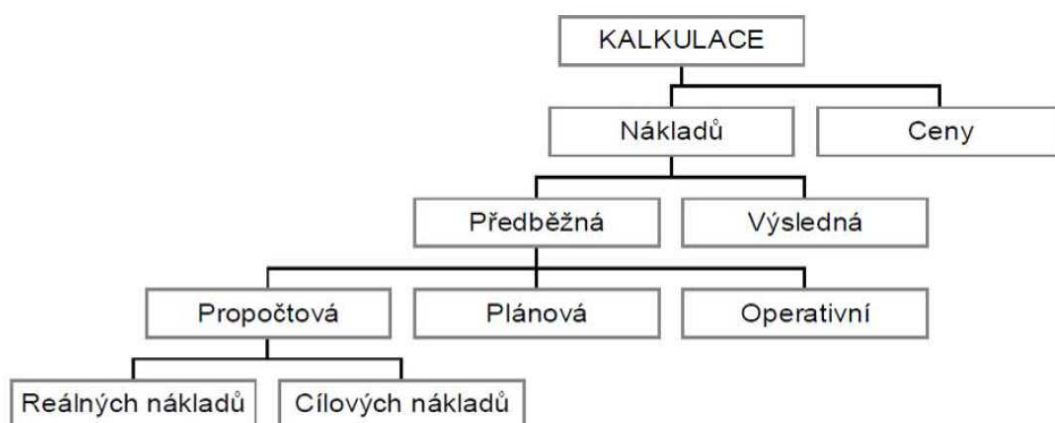 KALKULACE
Nákladů
Ceny
Předběžná
Výsledná
Propočtová
Plánová
Operativní
Reálných nákladů
Cílových nákladů